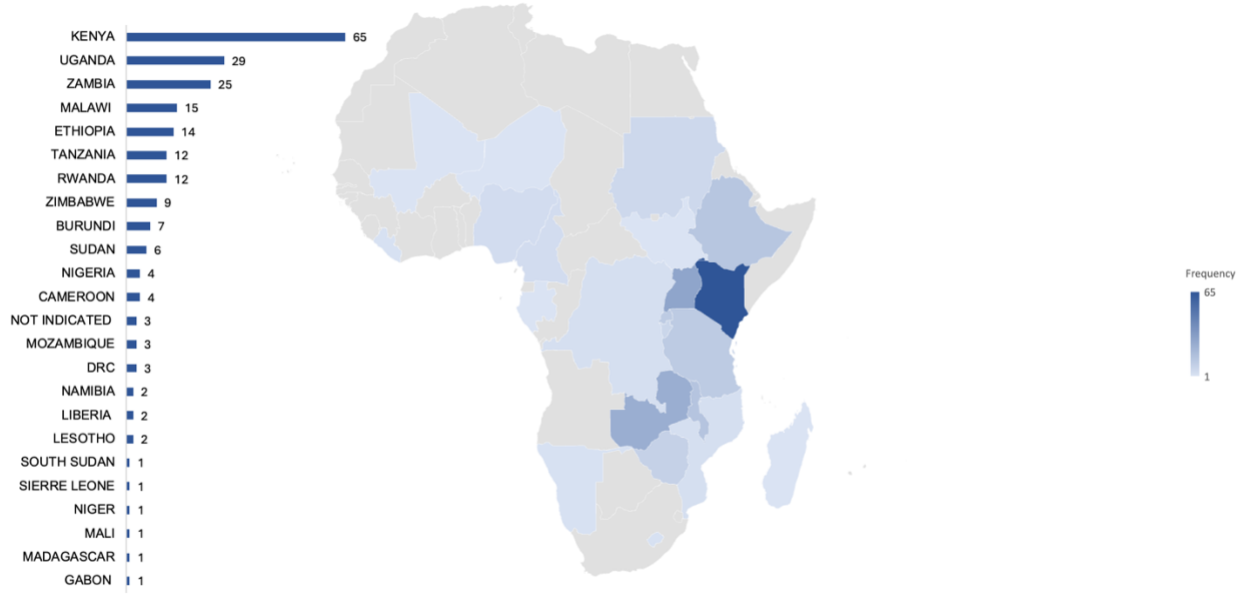 KENYA 65
UGANDA 29
ZAMBIA 25
MALAWI 15
ETHIOPIA 14
TANZANIA 12
RWANDA 12
ZIMBABWE 9
BURUNDI 7
SUDAN 6
NIGERIA 4
CAMEROON 4
NOT INDICATED 3
MOZAMBIQUE 3
DRC 3
NAMIBIA 2
LIBERIA 2
LESOTHO 2
SOUTH SUDAN 1
SIERRE LEONE 1
NIGER 1
MALI 1
MADAGASCAR 1
GABON 1
Frequency
65
1